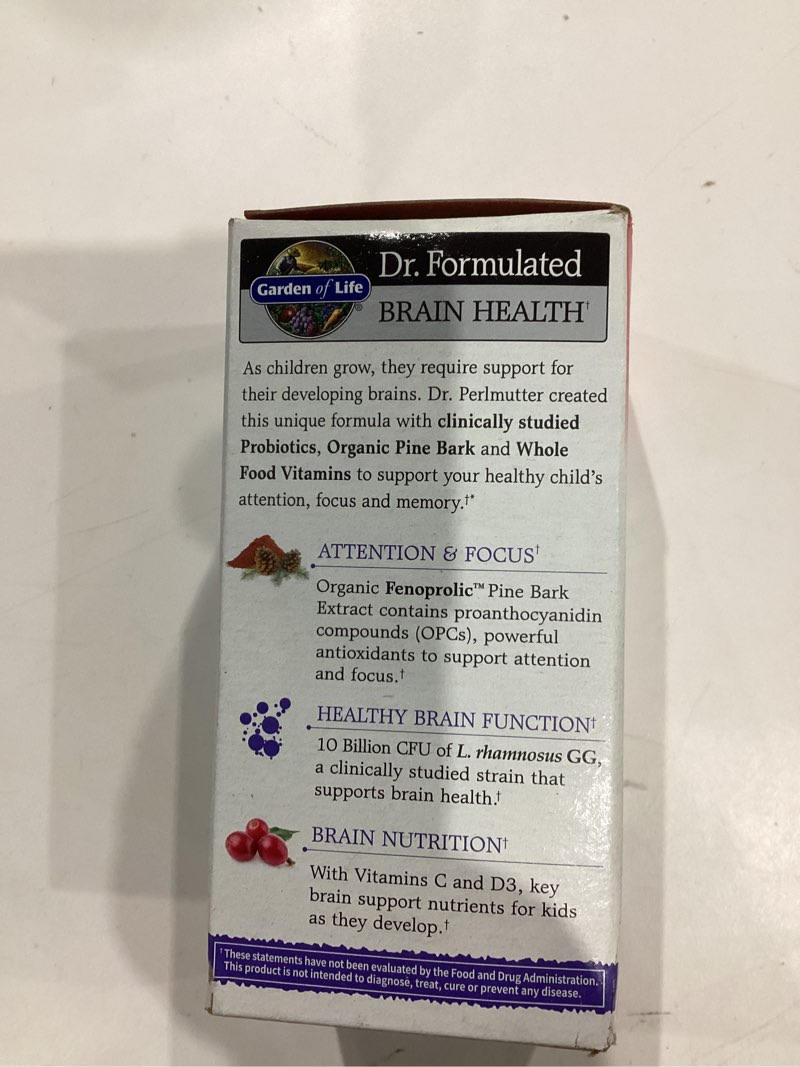 Garden of Life
®
Dr. Formulated
BRAIN HEALTH†
As children grow, they require support for
their developing brains. Dr. Perlmutter created
this unique formula with clinically studied
Probiotics, Organic Pine Bark and Whole
Food Vitamins to support your healthy child's
attention, focus and memory.†*
ATTENTION & FOCUS†
Organic Fenoprolic™ Pine Bark
Extract contains proanthocyanidin
compounds (OPCs), powerful
antioxidants to support attention
and focus.†
HEALTHY BRAIN FUNCTION†
10 Billion CFU of L. rhamnosus GG,
a clinically studied strain that
supports brain health.†
BRAIN NUTRITION†
With Vitamins C and D3, key
brain support nutrients for kids
as they develop.†
†These statements have not been evaluated by the Food and Drug Administration.
This product is not intended to diagnose, treat, cure or prevent any disease.